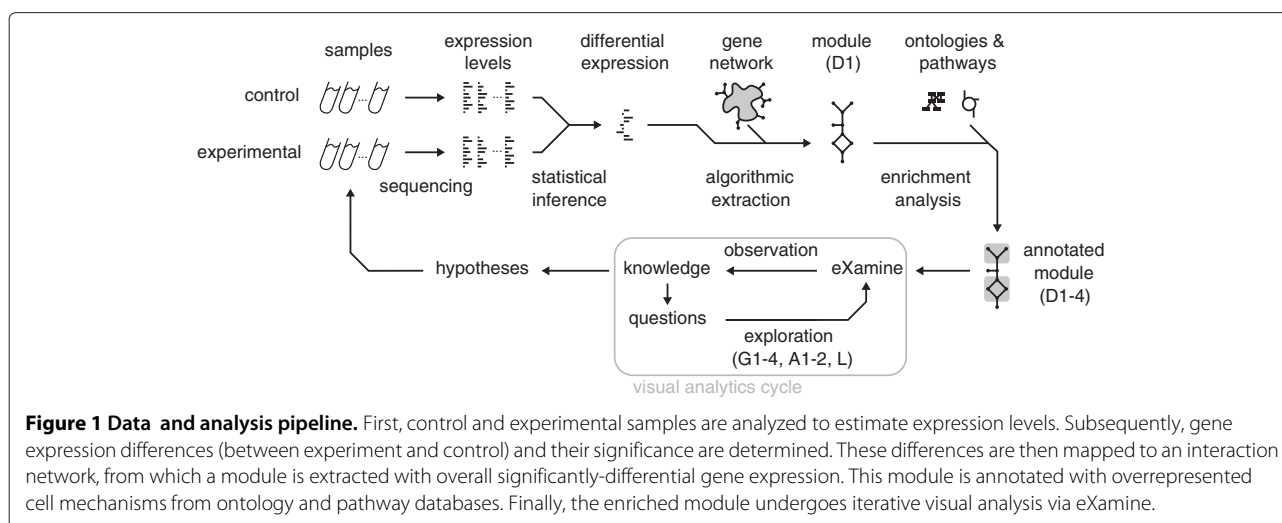 samples
expression
levels
differential
expression
gene
network
module
(D1)
ontologies &
pathways
control
...
...
experimental
...
...
sequencing
statistical
inference
algorithmic
extraction
enrichment
analysis
observation
hypotheses
knowledge
eXamine
annotated
module
(D1-4)
questions
exploration
(G1-4, A1-2, L)
visual analytics cycle
Figure 1 Data and analysis pipeline. First, control and experimental samples are analyzed to estimate expression levels. Subsequently, gene
expression differences (between experiment and control) and their significance are determined. These differences are then mapped to an interaction
network, from which a module is extracted with overall significantly-differential gene expression. This module is annotated with overrepresented
cell mechanisms from ontology and pathway databases. Finally, the enriched module undergoes iterative visual analysis via eXamine.